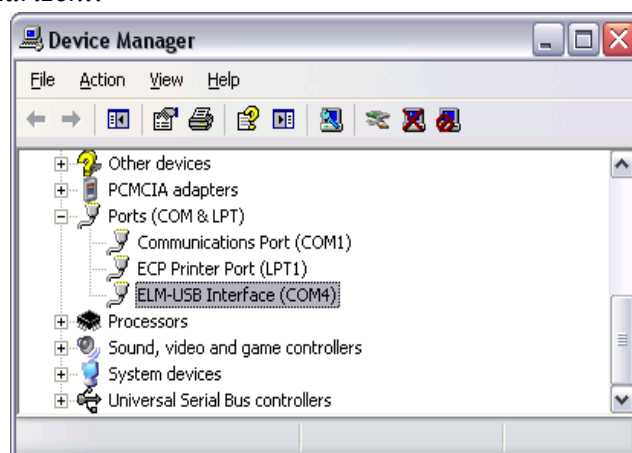 Device Manager
File Action View Help
Other devices
PCMCIA adapters
Ports (COM & LPT)
Communications Port (COM1)
ECP Printer Port (LPT1)
ELM-USB Interface (COM4)
Processors
Sound, video and game controllers
System devices
Universal Serial Bus controllers